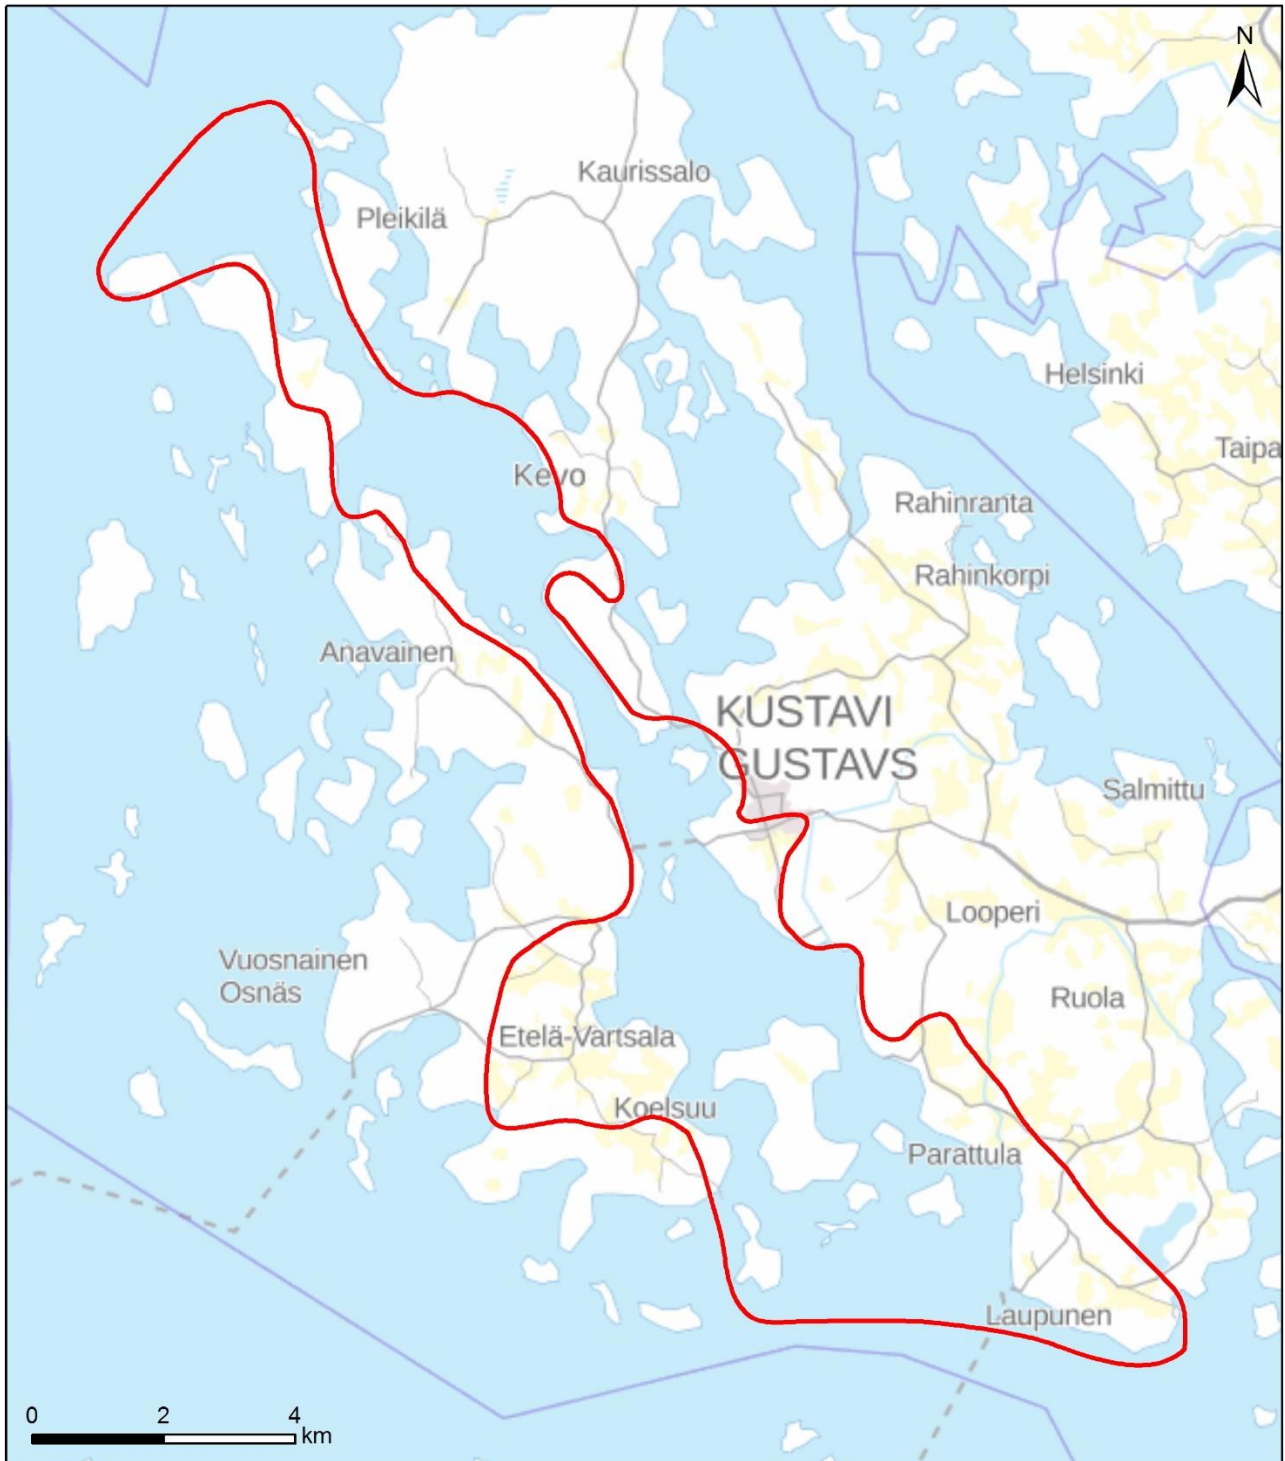 N
Kaurissalo
Pleikilä
Helsinki
Taipa
Keivo
Rahinranta
Rahinkorpi
Anavainen
KUSTAVI
GUSTAVS
Salmittu
Looperi
Vuosnainen
Osnäs
Ruola
Etelä-Vartsala
Koelsuu
Parattula
Laupunen
0 2 4
km